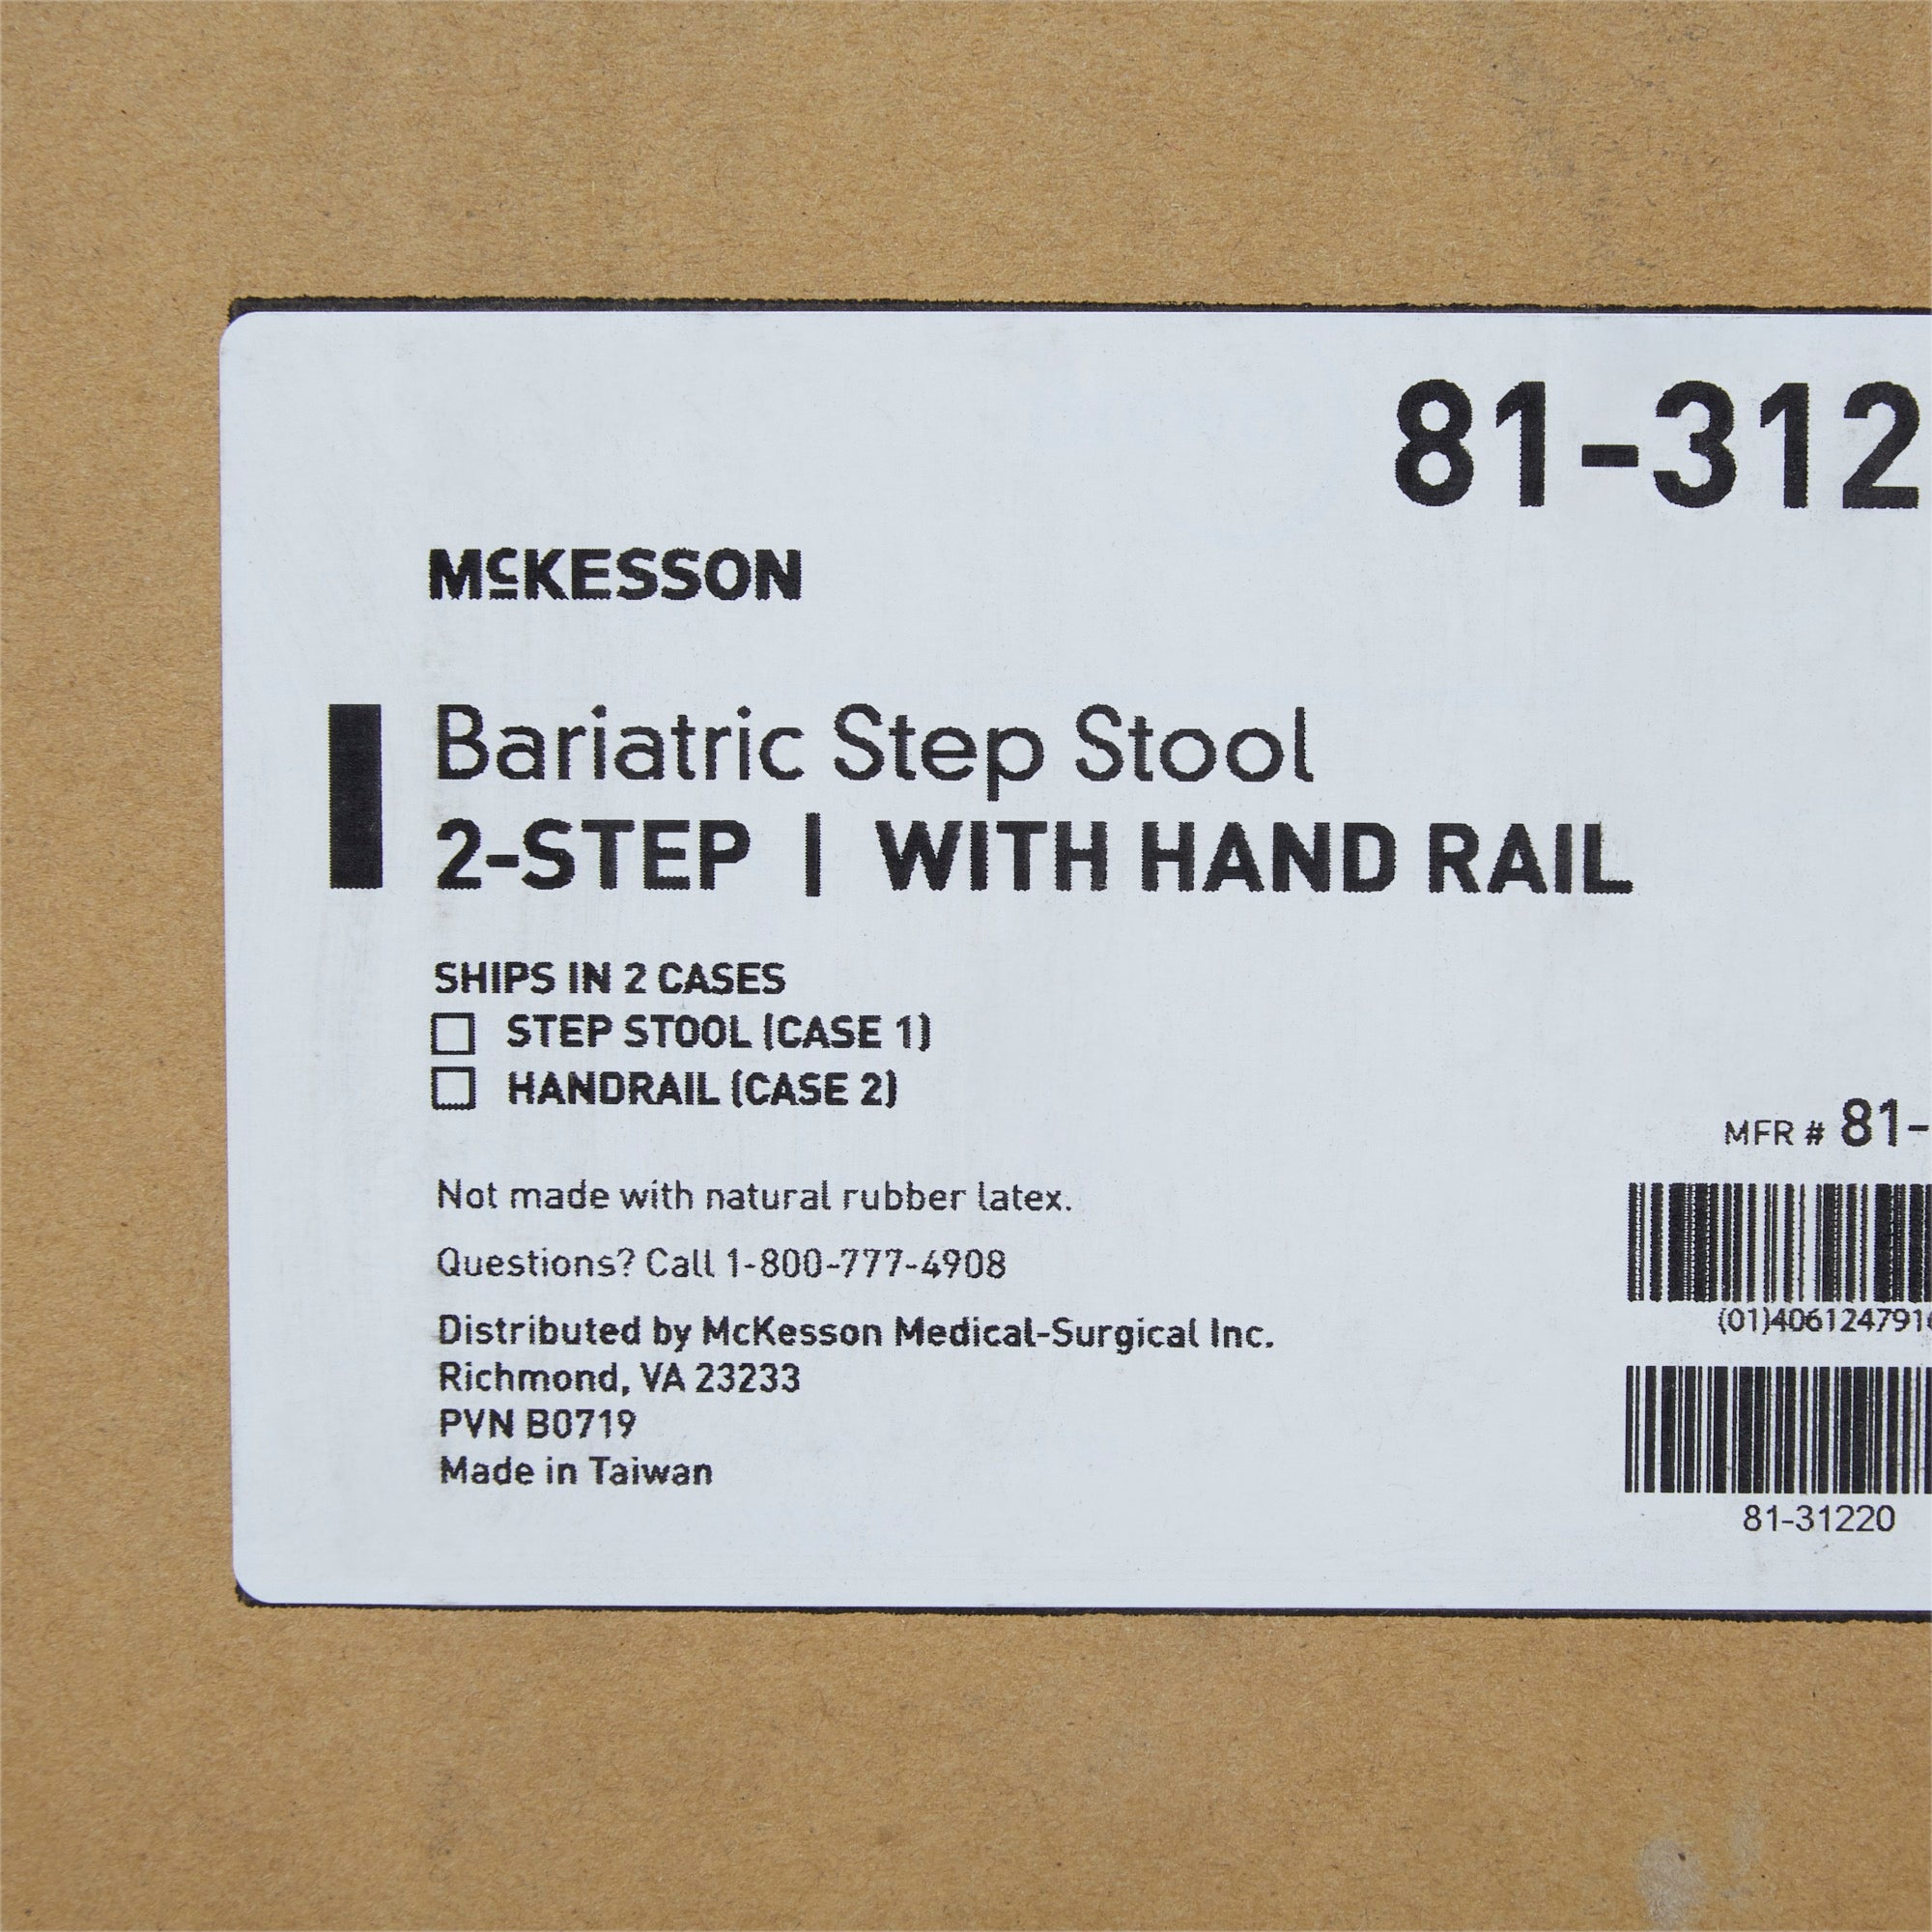 81-312
McKESSON
Bariatric Step Stool
2-STEP | WITH HAND RAIL
SHIPS IN 2 CASES
☐ STEP STOOL (CASE 1)
☐ HANDRAIL (CASE 2)
MFR # 81-
Not made with natural rubber latex.
Questions? Call 1-800-777-4908
(01)406124791
Distributed by McKesson Medical-Surgical Inc.
Richmond, VA 23233
PVN B0719
Made in Taiwan
81-31220